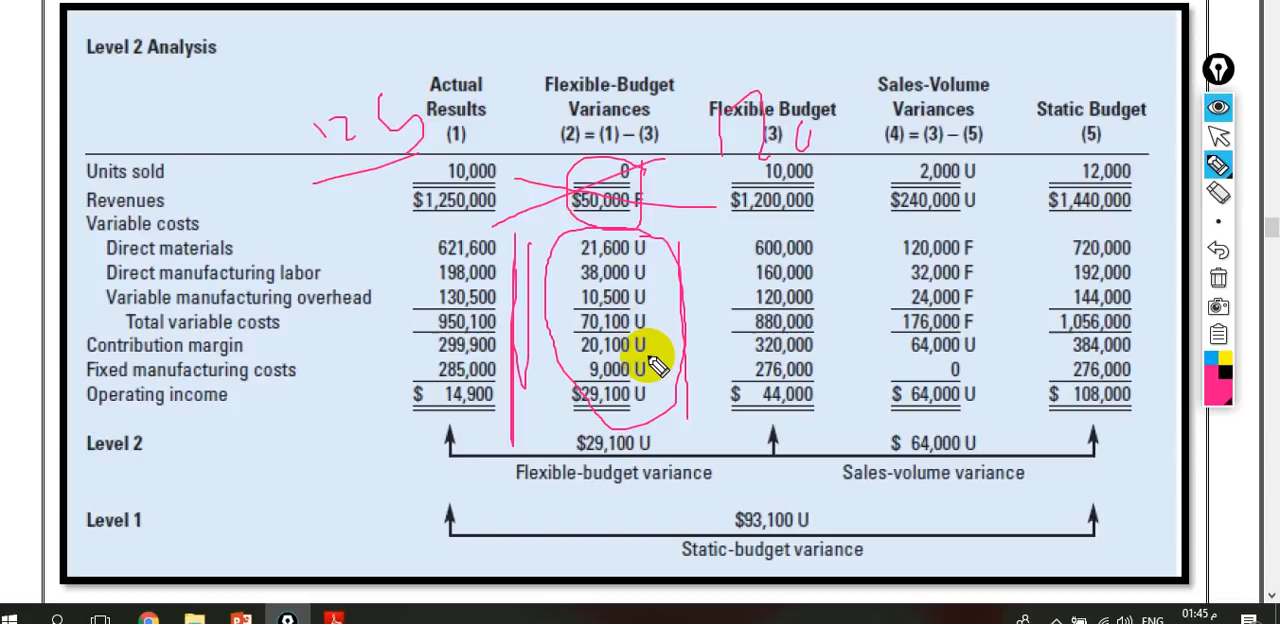 Level 2 Analysis
Actual Flexible-Budget Sales-Volume
Results Variances Flexible Budget Variances Static Budget
(1) (2) = (1) – (3) (3) (4) = (3) – (5) (5)
125
120
Units sold 10,000 0 10,000 2,000 U 12,000
Revenues $1,250,000 $50,000 F $1,200,000 $240,000 U $1,440,000
Variable costs
Direct materials 621,600 21,600 U 600,000 120,000 F 720,000
Direct manufacturing labor 198,000 38,000 U 160,000 32,000 F 192,000
Variable manufacturing overhead 130,500 10,500 U 120,000 24,000 F 144,000
Total variable costs 950,100 70,100 U 880,000 176,000 F 1,056,000
Contribution margin 299,900 20,100 U 320,000 64,000 U 384,000
Fixed manufacturing costs 285,000 9,000 U 276,000 0 276,000
Operating income $ 14,900 $29,100 U $ 44,000 $ 64,000 U $ 108,000
Level 2 $29,100 U $ 64,000 U
Flexible-budget variance Sales-volume variance
Level 1 $93,100 U
Static-budget variance
ENG 01:45 م